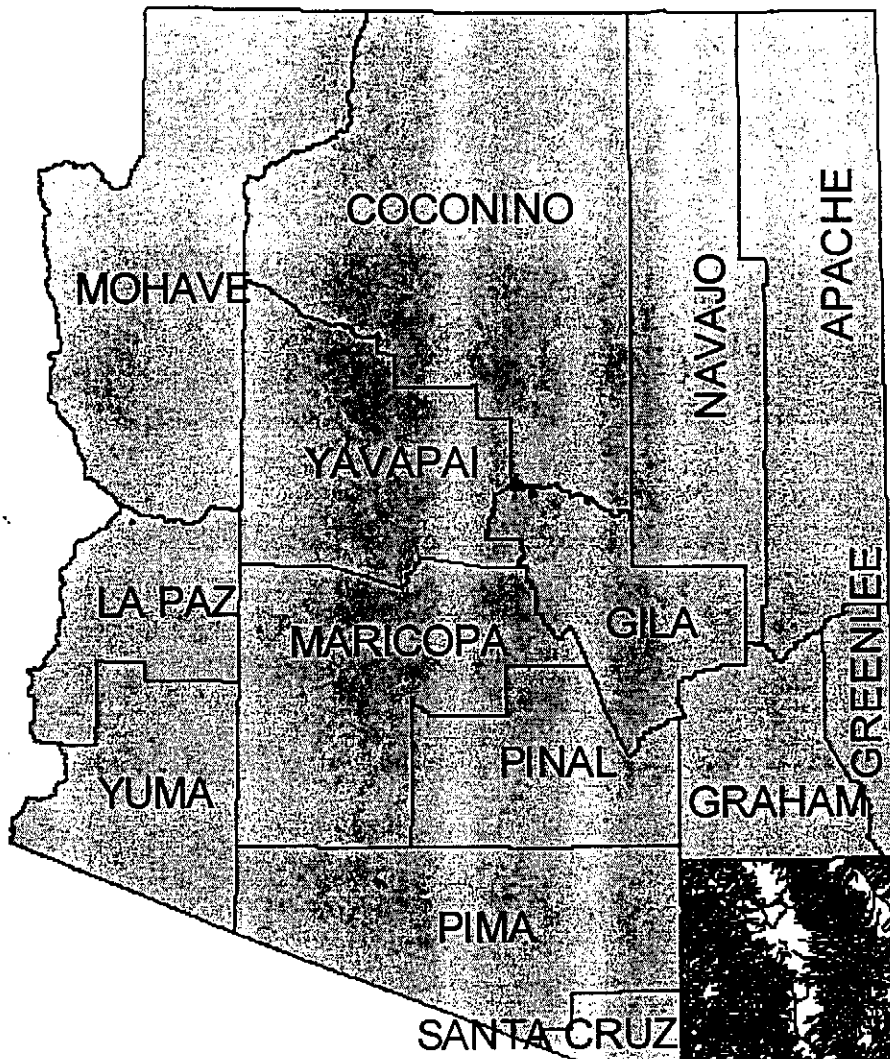 COCONINO
APACHE
MOHAVE
NAVAJO
YAVAPAI
LA PAZ
MARICOPA
GILA
GREENLEE
PINAL
YUMA
GRAHAM
PIMA
SANTA CRUZ